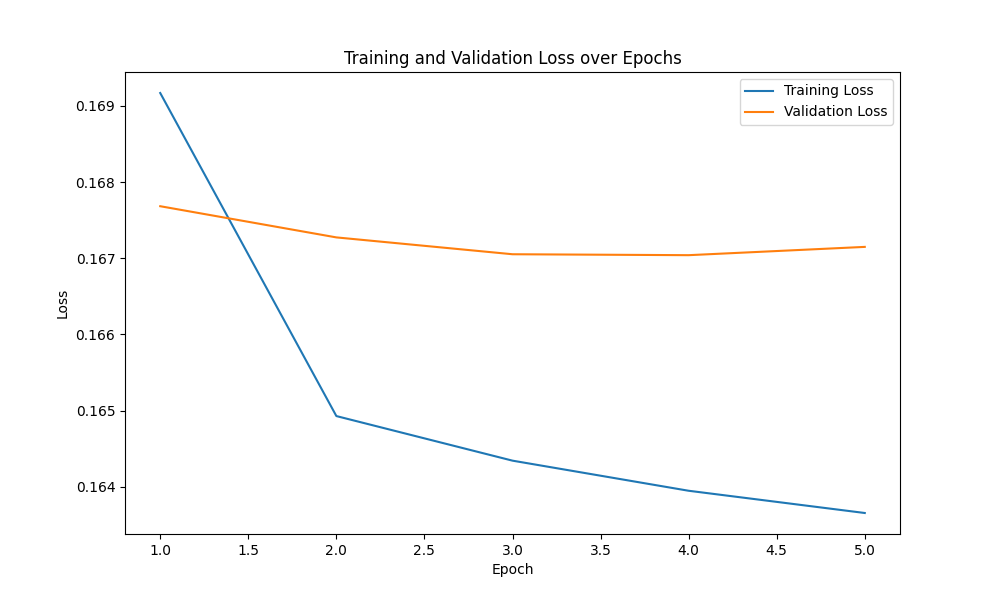 Training and Validation Loss over Epochs
Training Loss
Validation Loss
0.169
0.168
0.167
0.166
0.165
0.164
Loss
1.0 1.5 2.0 2.5 3.0 3.5 4.0 4.5 5.0
Epoch